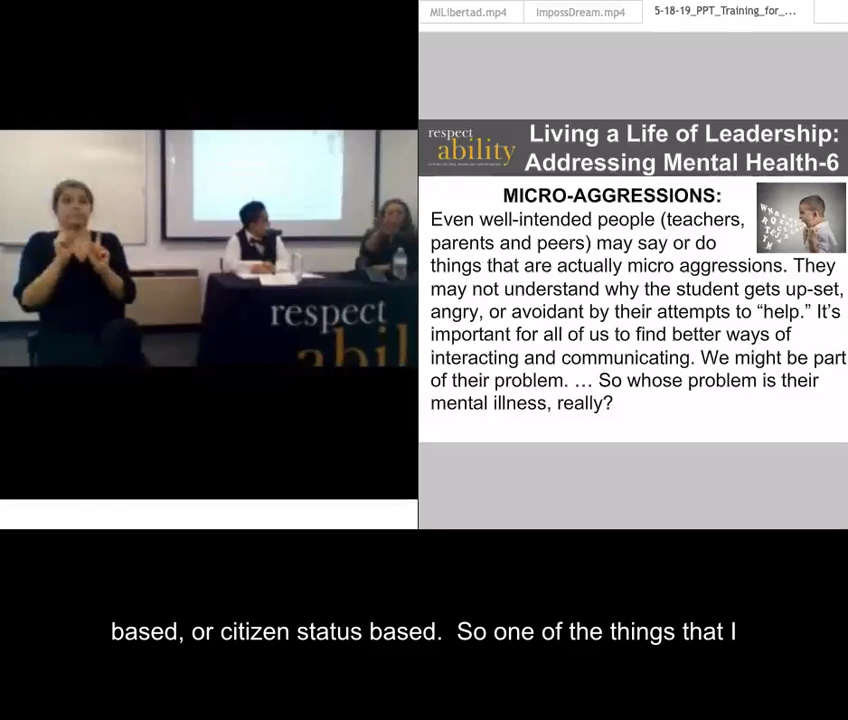 MiLibertad.mp4
ImpossDream.mp4
5-18-19_PPT_Training_for_...
respect
ability
Living a Life of Leadership:
Addressing Mental Health-6
MICRO-AGGRESSIONS:
Even well-intended people (teachers,
parents and peers) may say or do
things that are actually micro aggressions. They
may not understand why the student gets up-set,
angry, or avoidant by their attempts to “help.” It’s
important for all of us to find better ways of
interacting and communicating. We might be part
of their problem. … So whose problem is their
mental illness, really?
respect
abil
based, or citizen status based.  So one of the things that I